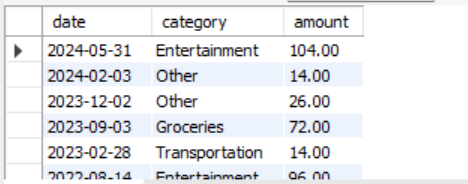 date category amount
2024-05-31 Entertainment 104.00
2024-02-03 Other 14.00
2023-12-02 Other 26.00
2023-09-03 Groceries 72.00
2023-02-28 Transportation 14.00
2022-08-14 Entertainment 96.00